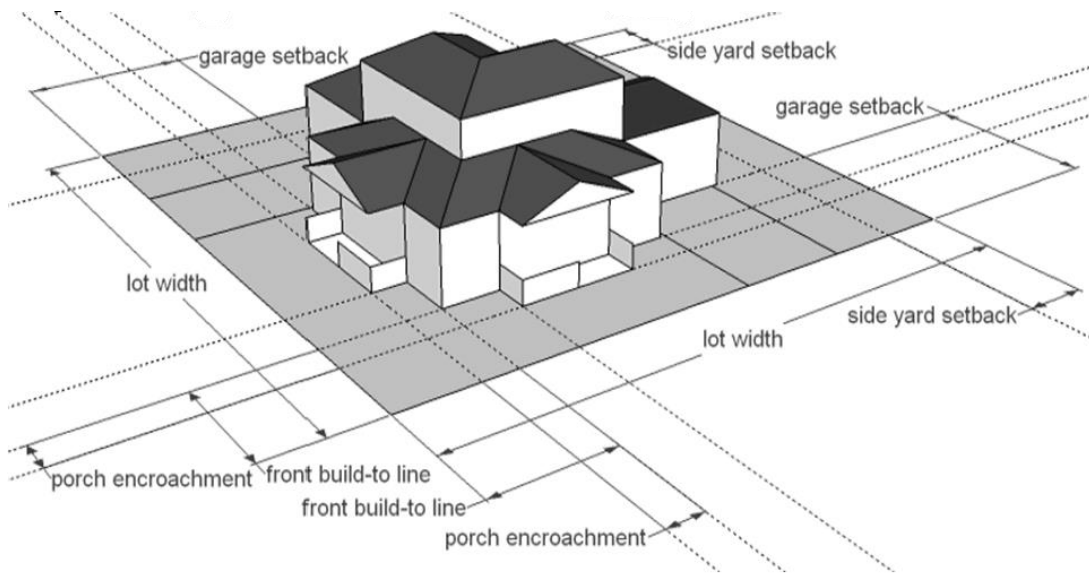 garage setback
side yard setback
garage setback
lot width
side yard setback
lot width
porch encroachment
front build-to line
front build-to line
porch encroachment